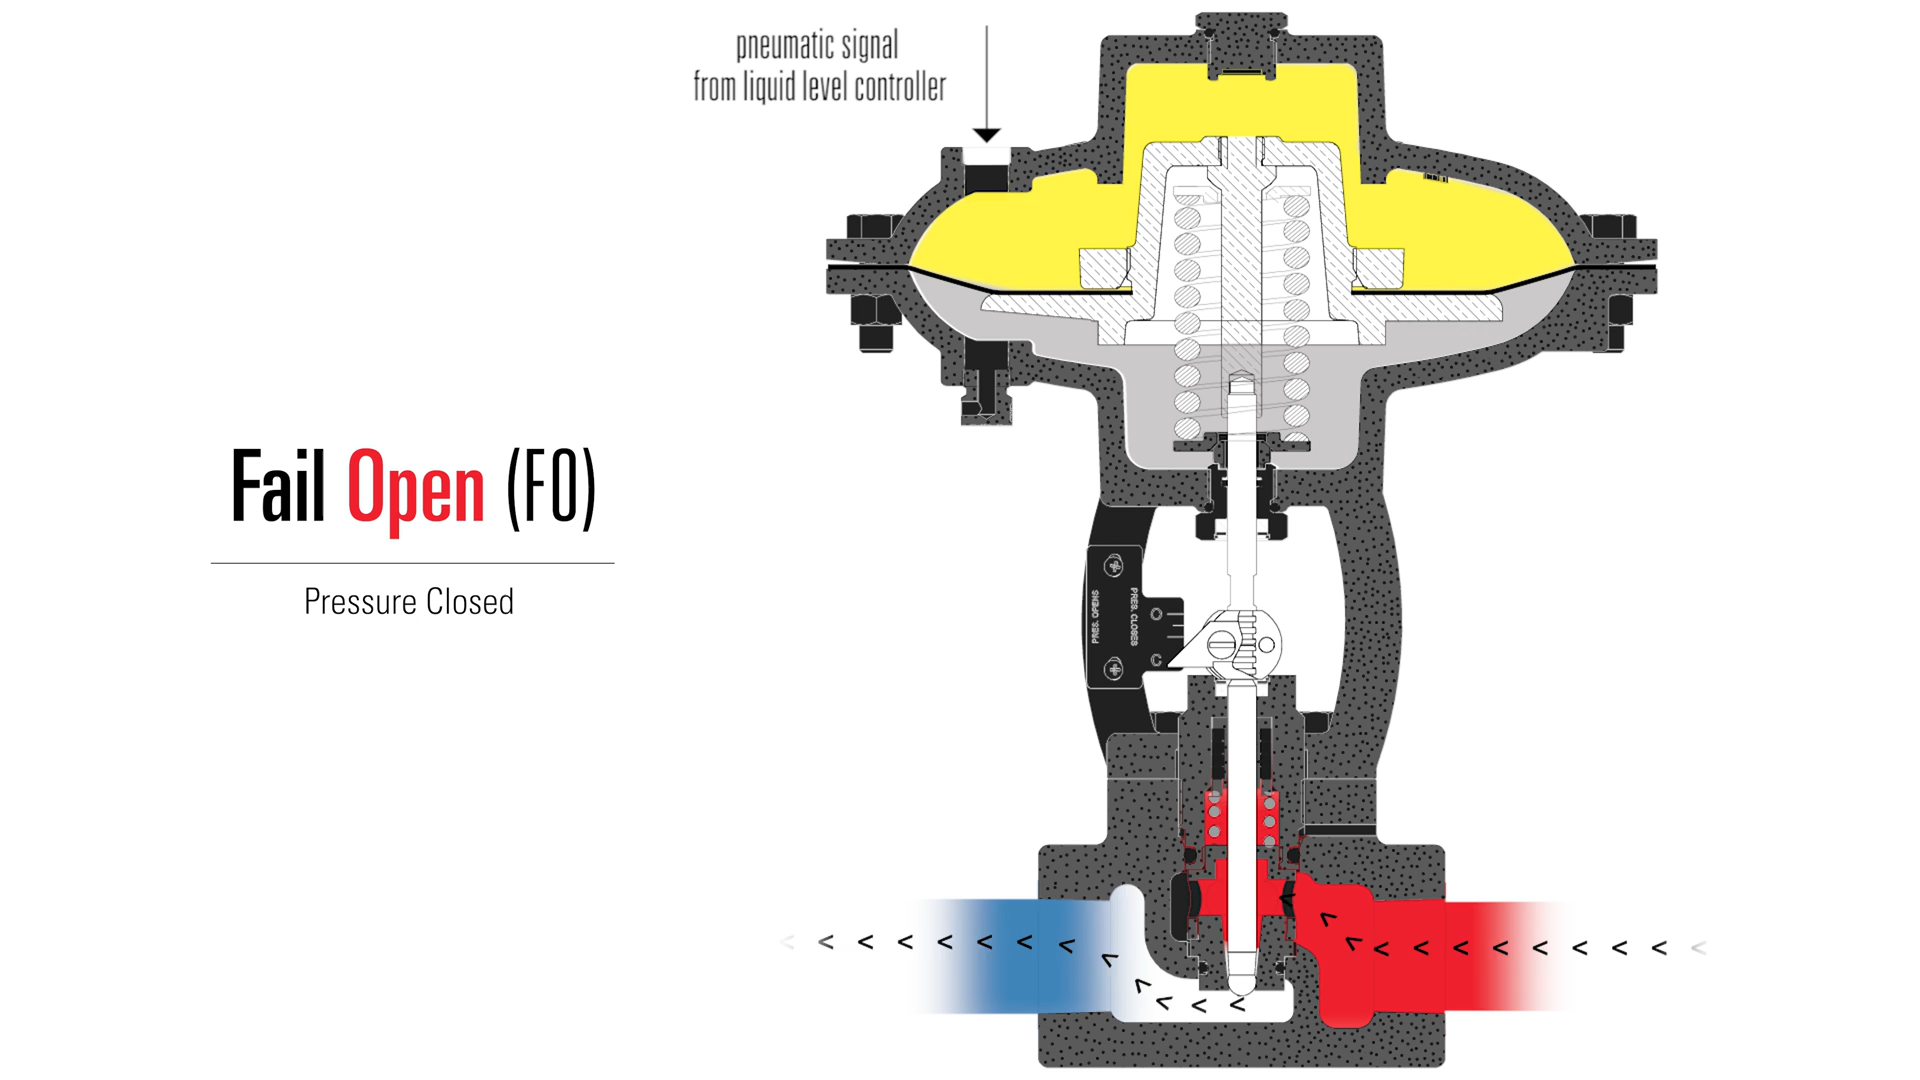 pneumatic signal
from liquid level controller
Fail Open (FO)
Pressure Closed
PRES. OPENS
PRES. CLOSES
O
C